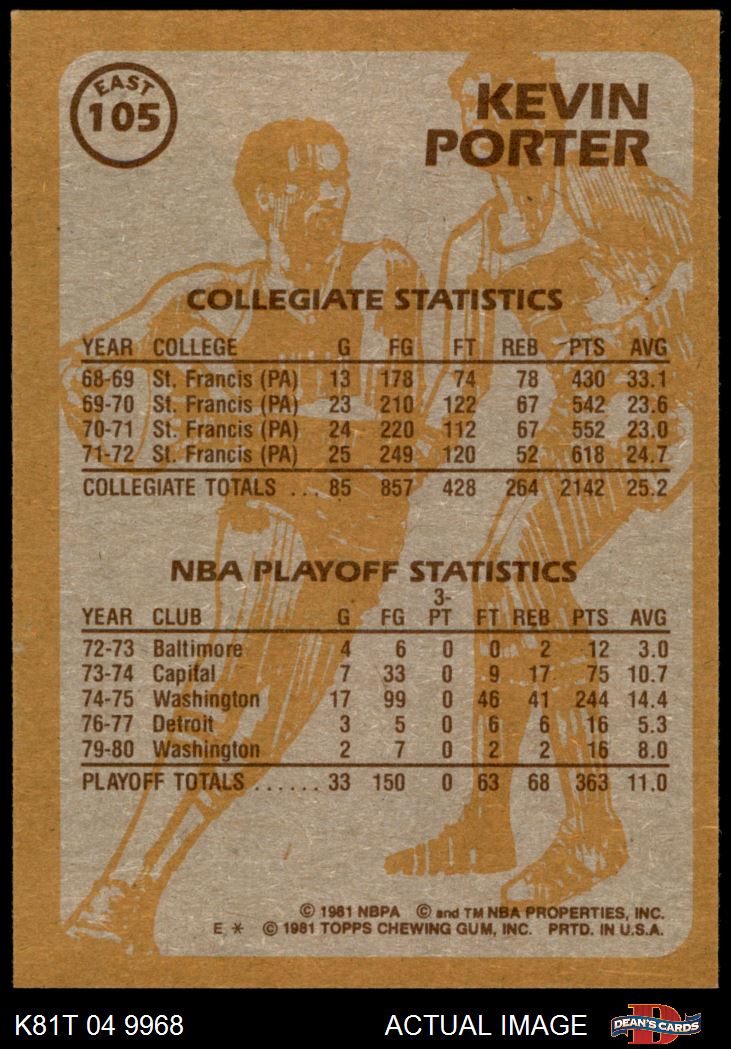 EAST
105
KEVIN
PORTER
COLLEGIATE STATISTICS
YEAR COLLEGE G FG FT REB PTS AVG
68-69 St. Francis (PA) 13 178 74 78 430 33.1
69-70 St. Francis (PA) 23 210 122 67 542 23.6
70-71 St. Francis (PA) 24 220 112 67 552 23.0
71-72 St. Francis (PA) 25 249 120 52 618 24.7
COLLEGIATE TOTALS ... 85 857 428 264 2142 25.2
NBA PLAYOFF STATISTICS
3-
YEAR CLUB G FG PT FT REB PTS AVG
72-73 Baltimore 4 6 0 0 2 12 3.0
73-74 Capital 7 33 0 9 17 75 10.7
74-75 Washington 17 99 0 46 41 244 14.4
76-77 Detroit 3 5 0 6 6 16 5.3
79-80 Washington 2 7 0 2 2 16 8.0
PLAYOFF TOTALS ...... 33 150 0 63 68 363 11.0
© 1981 NBPA © and TM NBA PROPERTIES, INC.
E * © 1981 TOPPS CHEWING GUM, INC. PRTD. IN U.S.A.
K81T 04 9968 ACTUAL IMAGE DEAN'S CARDS